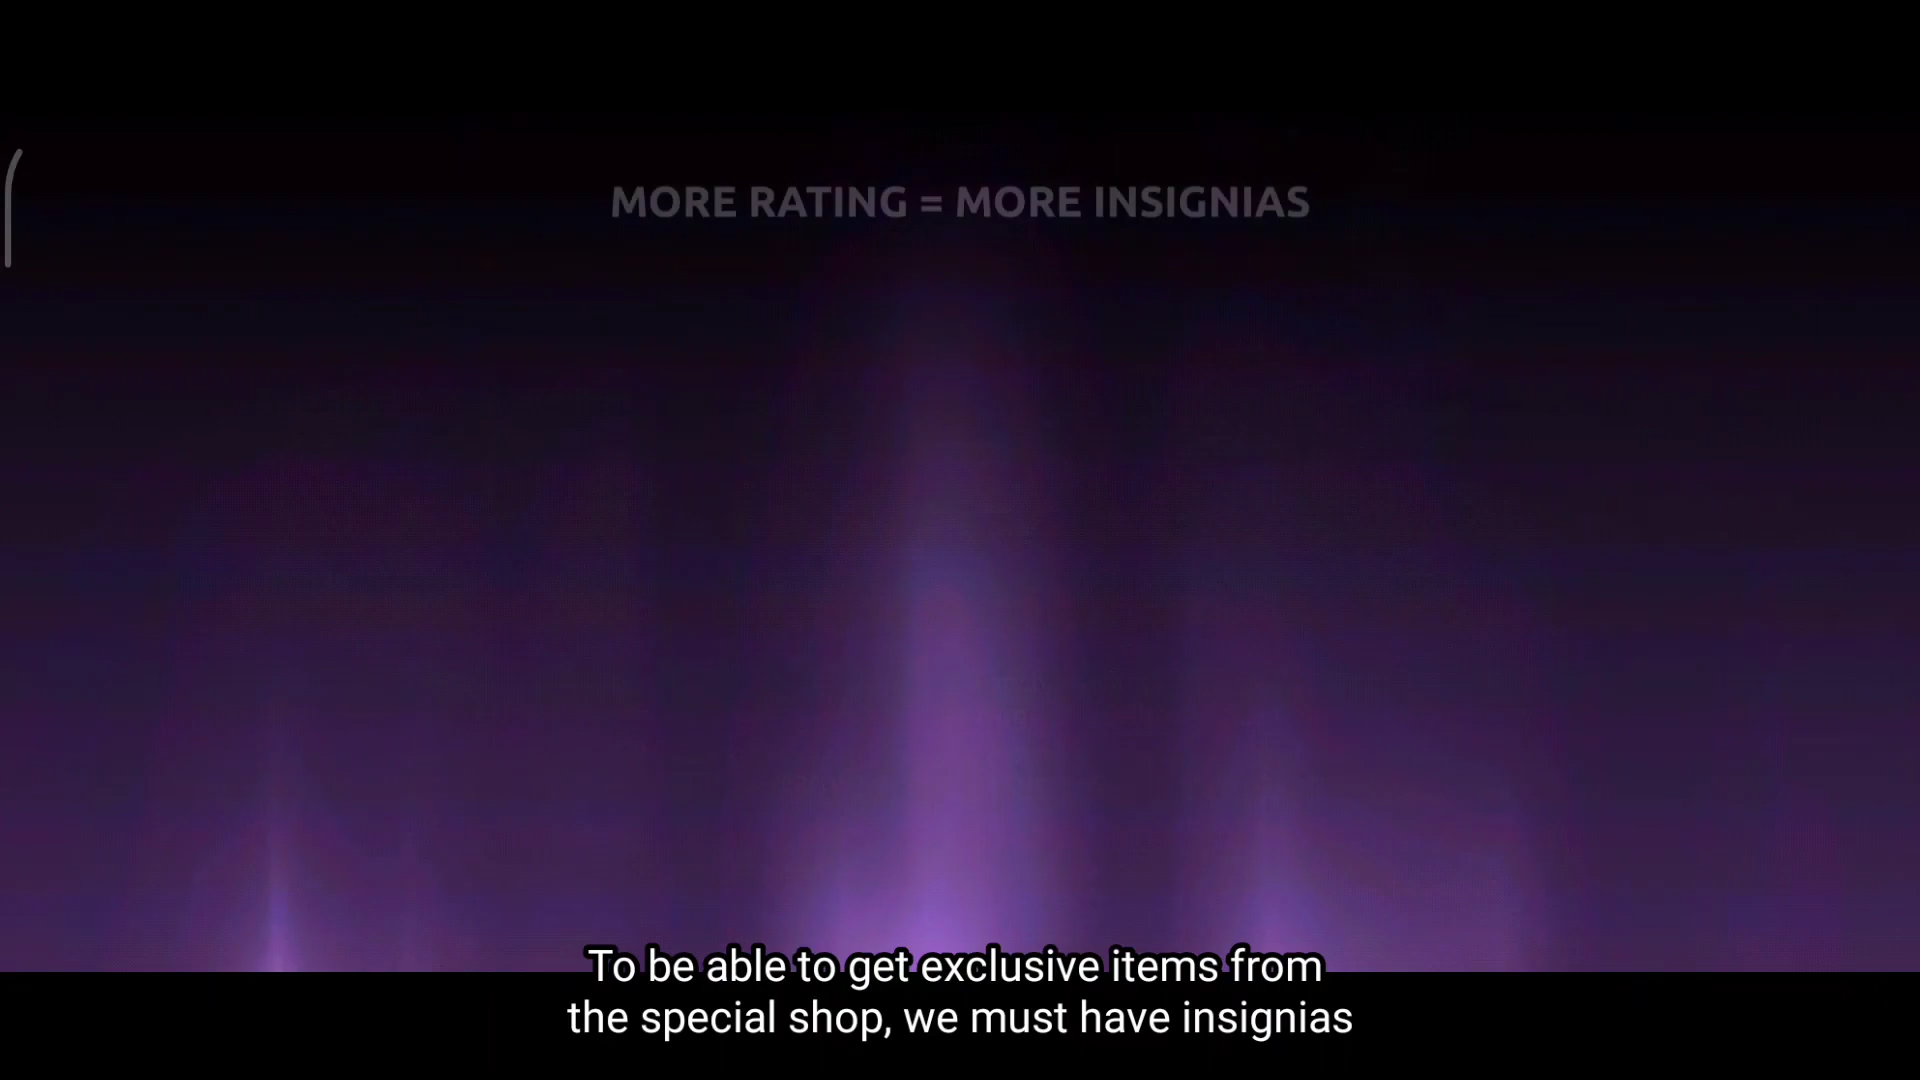 MORE RATING = MORE INSIGNIAS
To be able to get exclusive items from
the special shop, we must have insignias